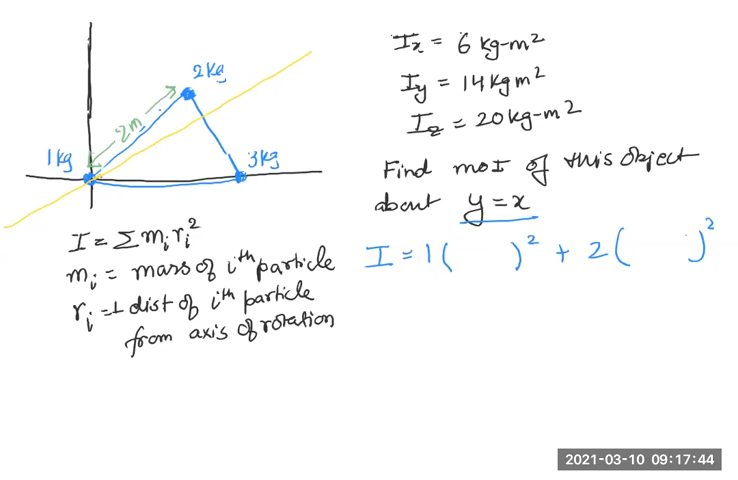 2kg
2m
1kg
3kg
I = Σ mᵢ rᵢ²
mᵢ = mass of iᵗʰ particle
rᵢ = ⊥ dist of iᵗʰ particle
from axis of rotation
Iₓ = 6 kg-m²
I_y = 14 kg m²
I_z = 20 kg-m²
Find moI of this object
about y = x
I = 1 (      )² + 2 (      )²
2021-03-10 09:17:44